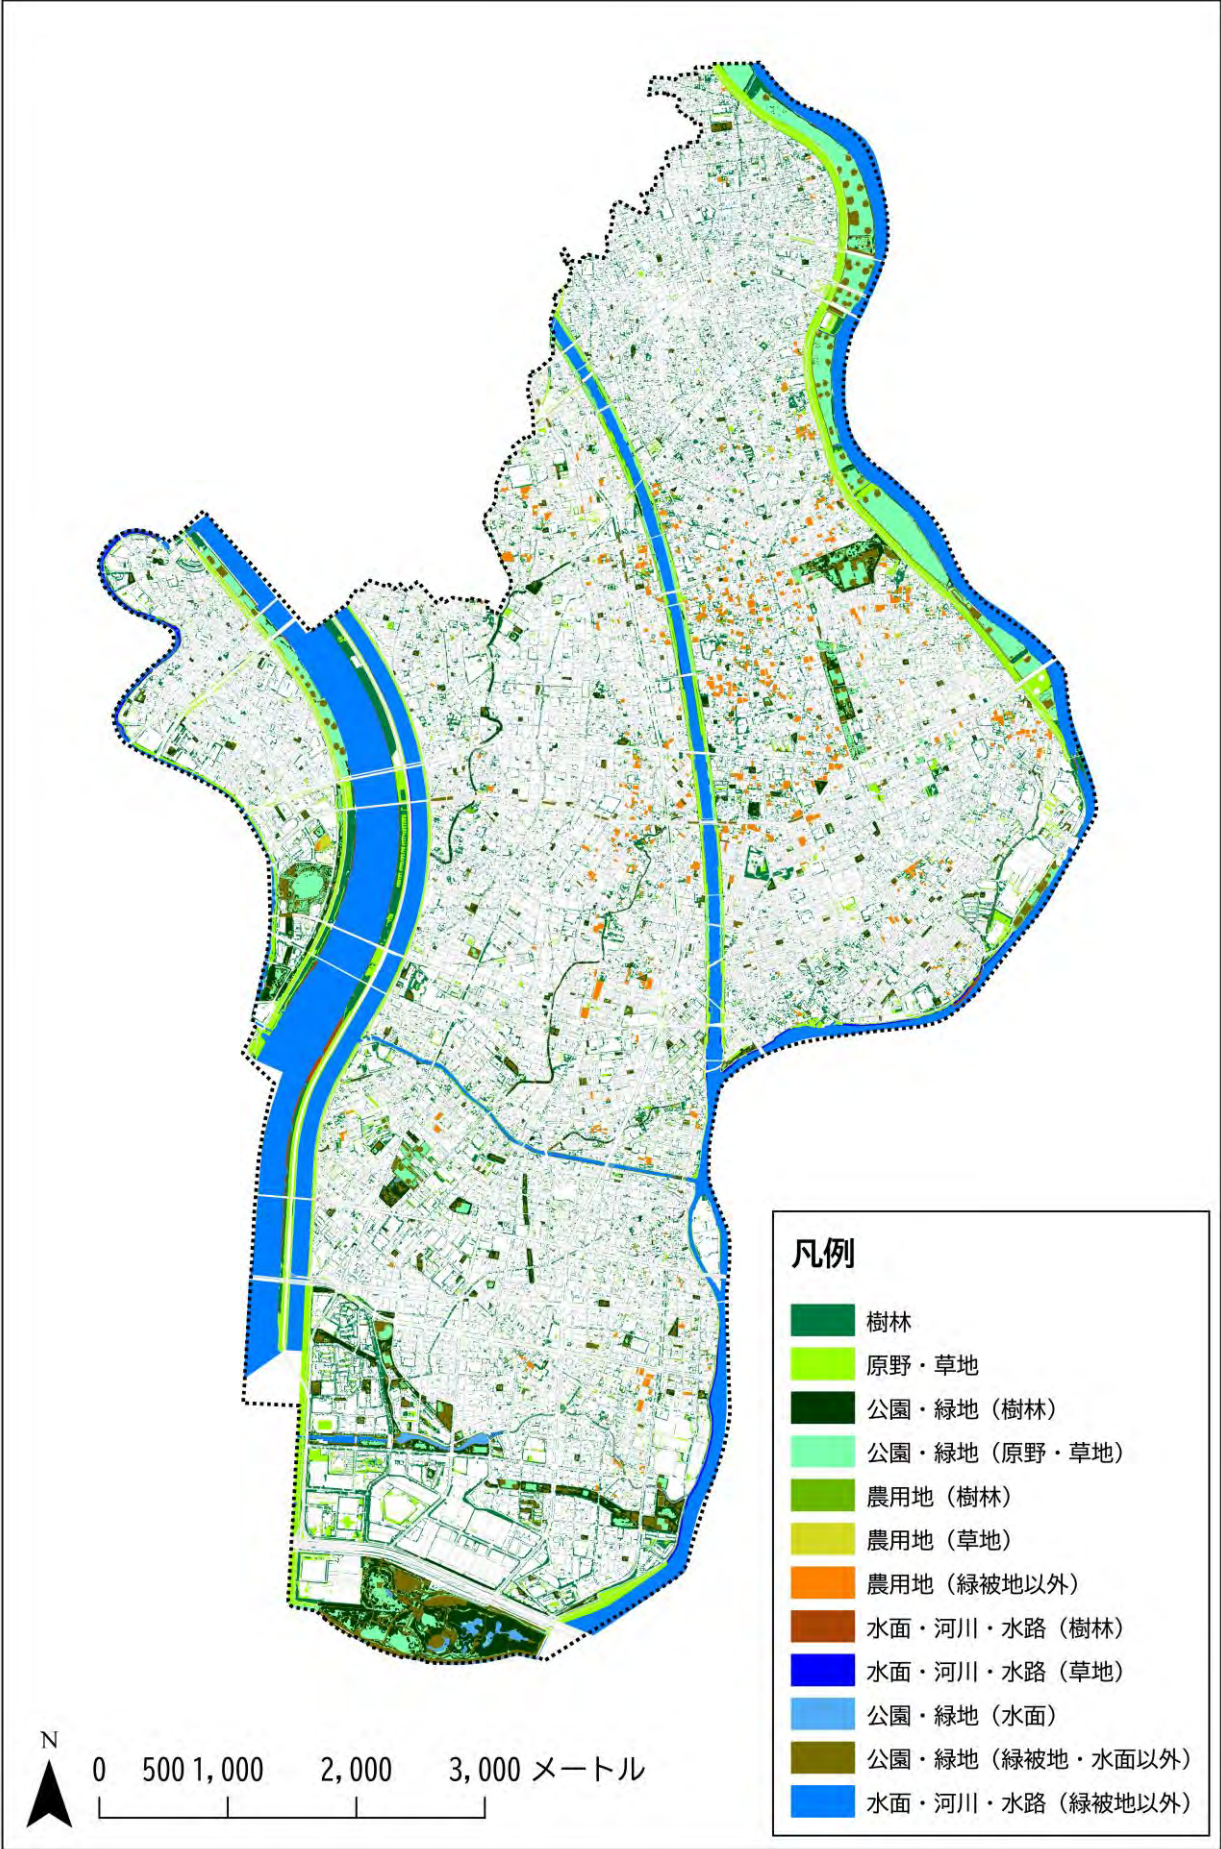 凡例
樹林
原野・草地
公園・緑地（樹林）
公園・緑地（原野・草地）
農用地（樹林）
農用地（草地）
農用地（緑被地以外）
水面・河川・水路（樹林）
水面・河川・水路（草地）
公園・緑地（水面）
公園・緑地（緑被地・水面以外）
水面・河川・水路（緑被地以外）
N
0 500 1,000 2,000 3,000 メートル